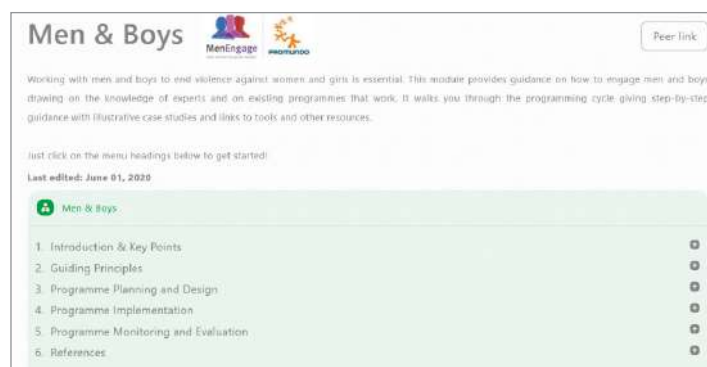 Men & Boys
MenEngage
PROMUNDO
Peer link
Working with men and boys to end violence against women and girls is essential. This module provides guidance on how to engage men and boys
drawing on the knowledge of experts and on existing programmes that work. It walks you through the programming cycle giving step-by-step
guidance with illustrative case studies and links to tools and other resources.
Just click on the menu headings below to get started!
Last edited: June 01, 2020
Men & Boys
1. Introduction & Key Points
2. Guiding Principles
3. Programme Planning and Design
4. Programme Implementation
5. Programme Monitoring and Evaluation
6. References